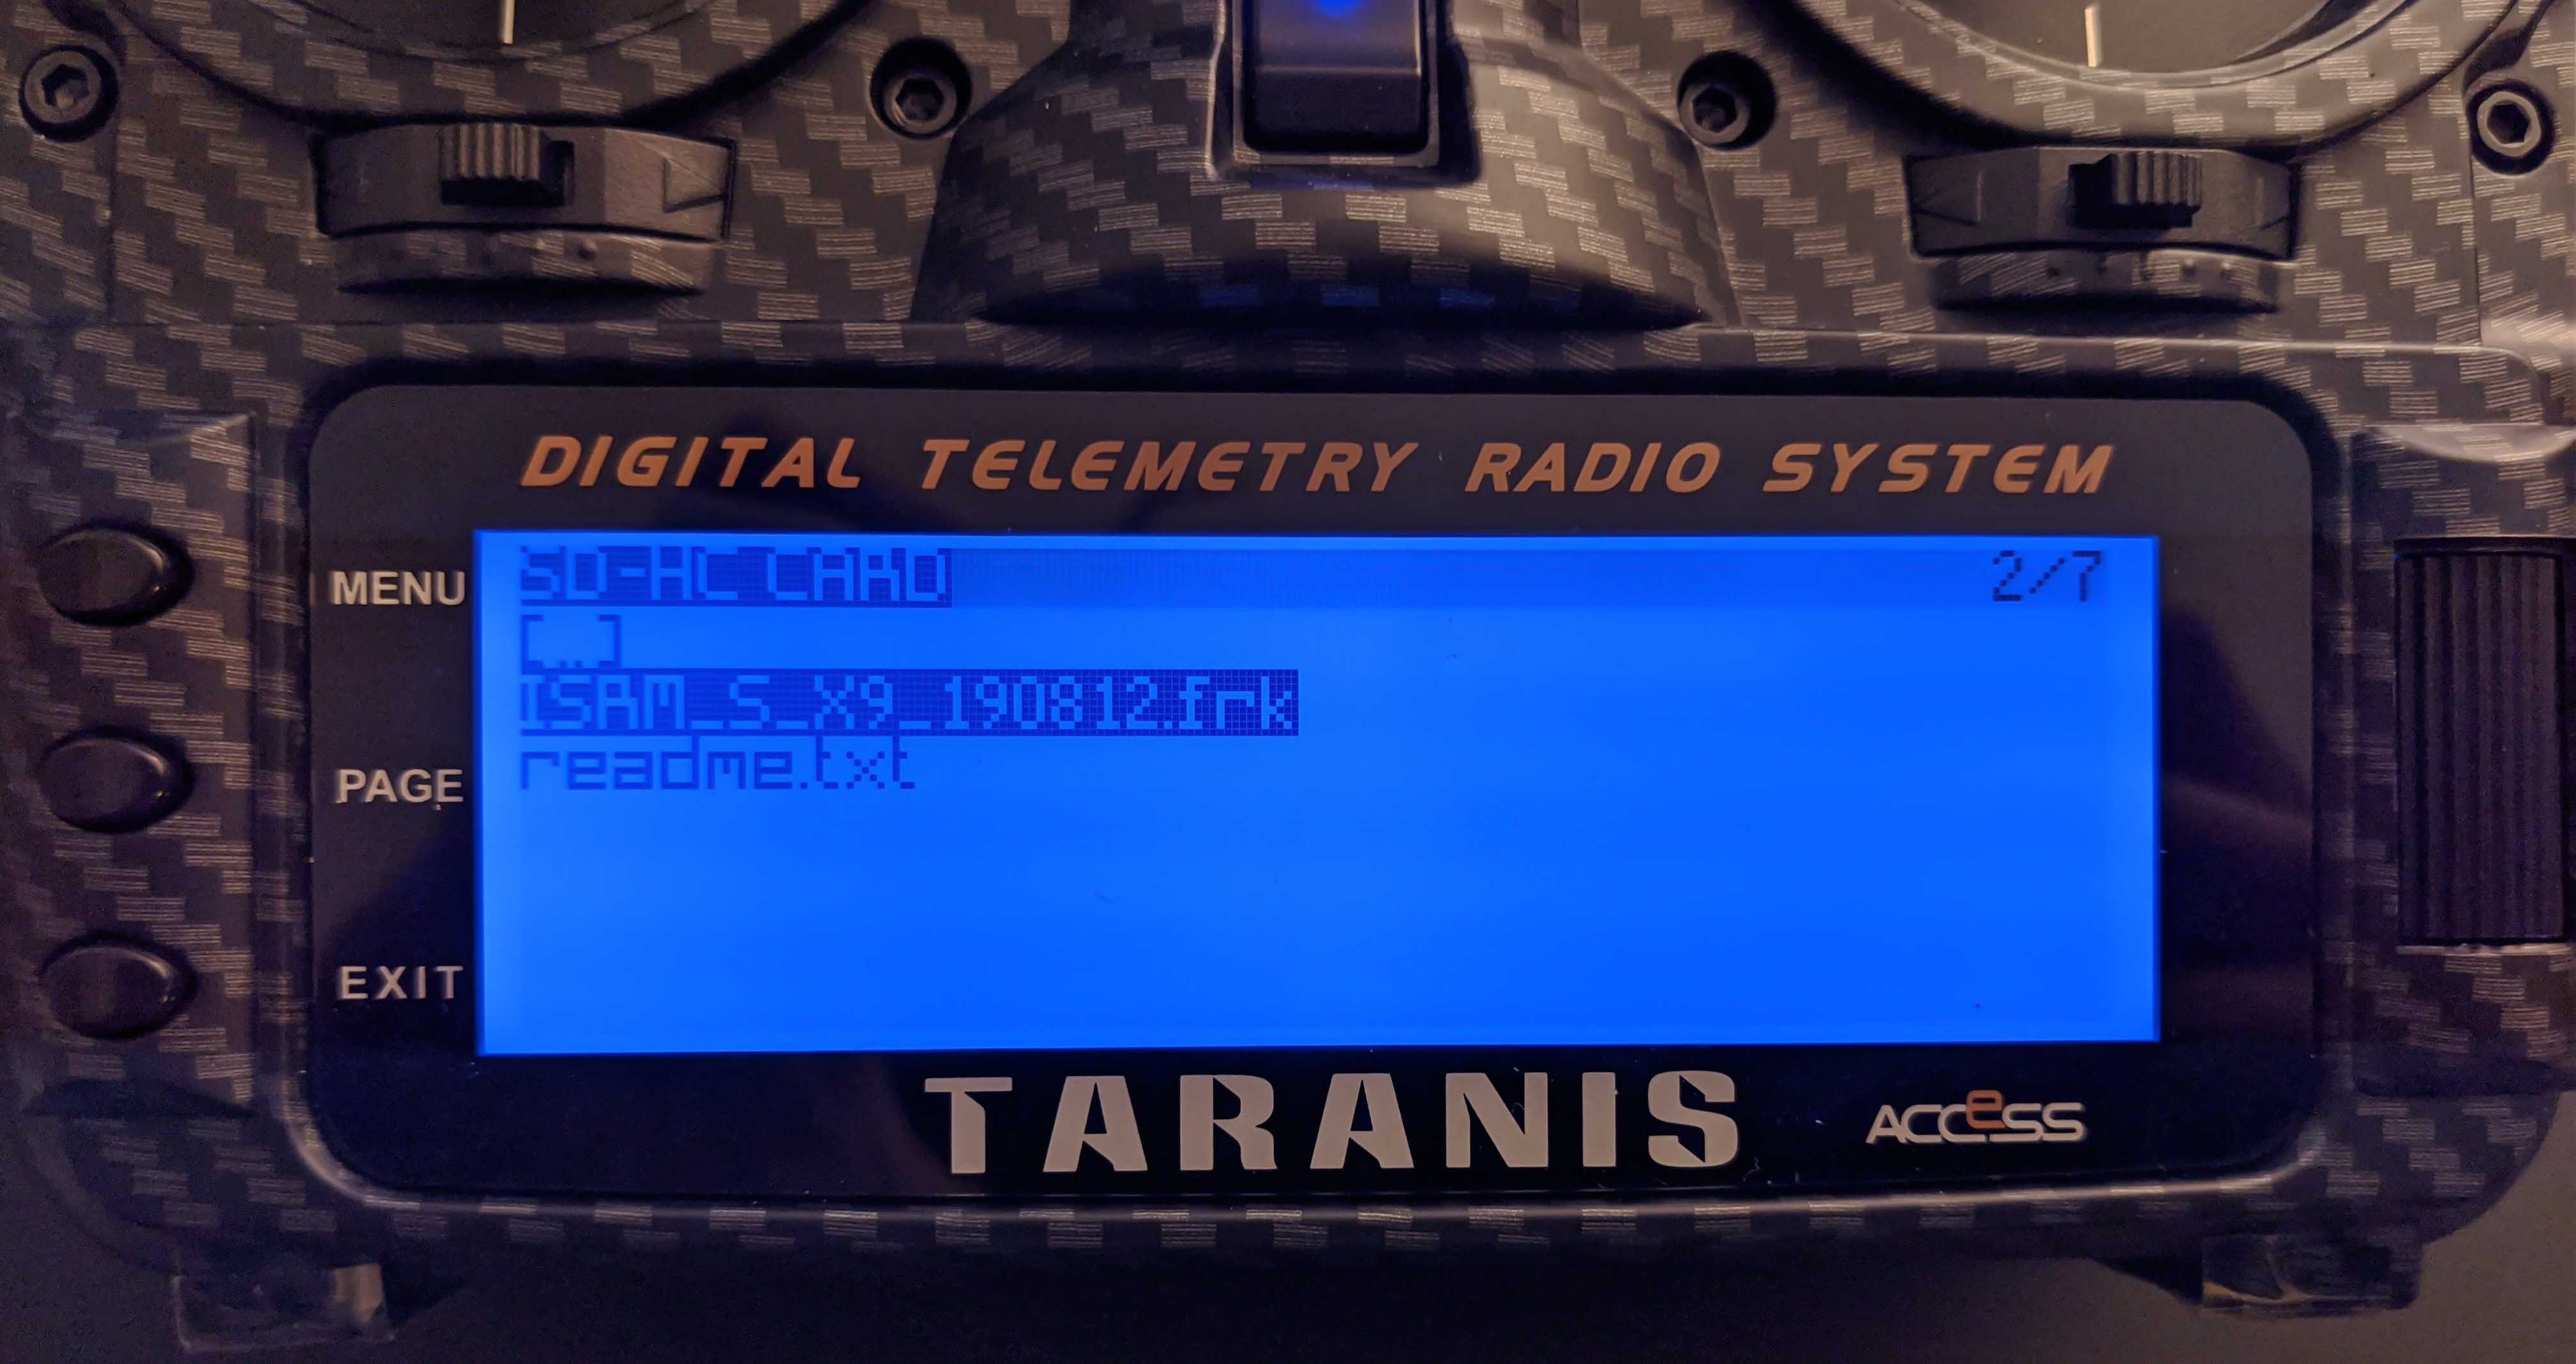 DIGITAL TELEMETRY RADIO SYSTEM
SD-HC CARD 2/7
[..]
ISRM_S_X9_190812.frk
readme.txt
MENU
PAGE
EXIT
TARANIS
ACCeSS